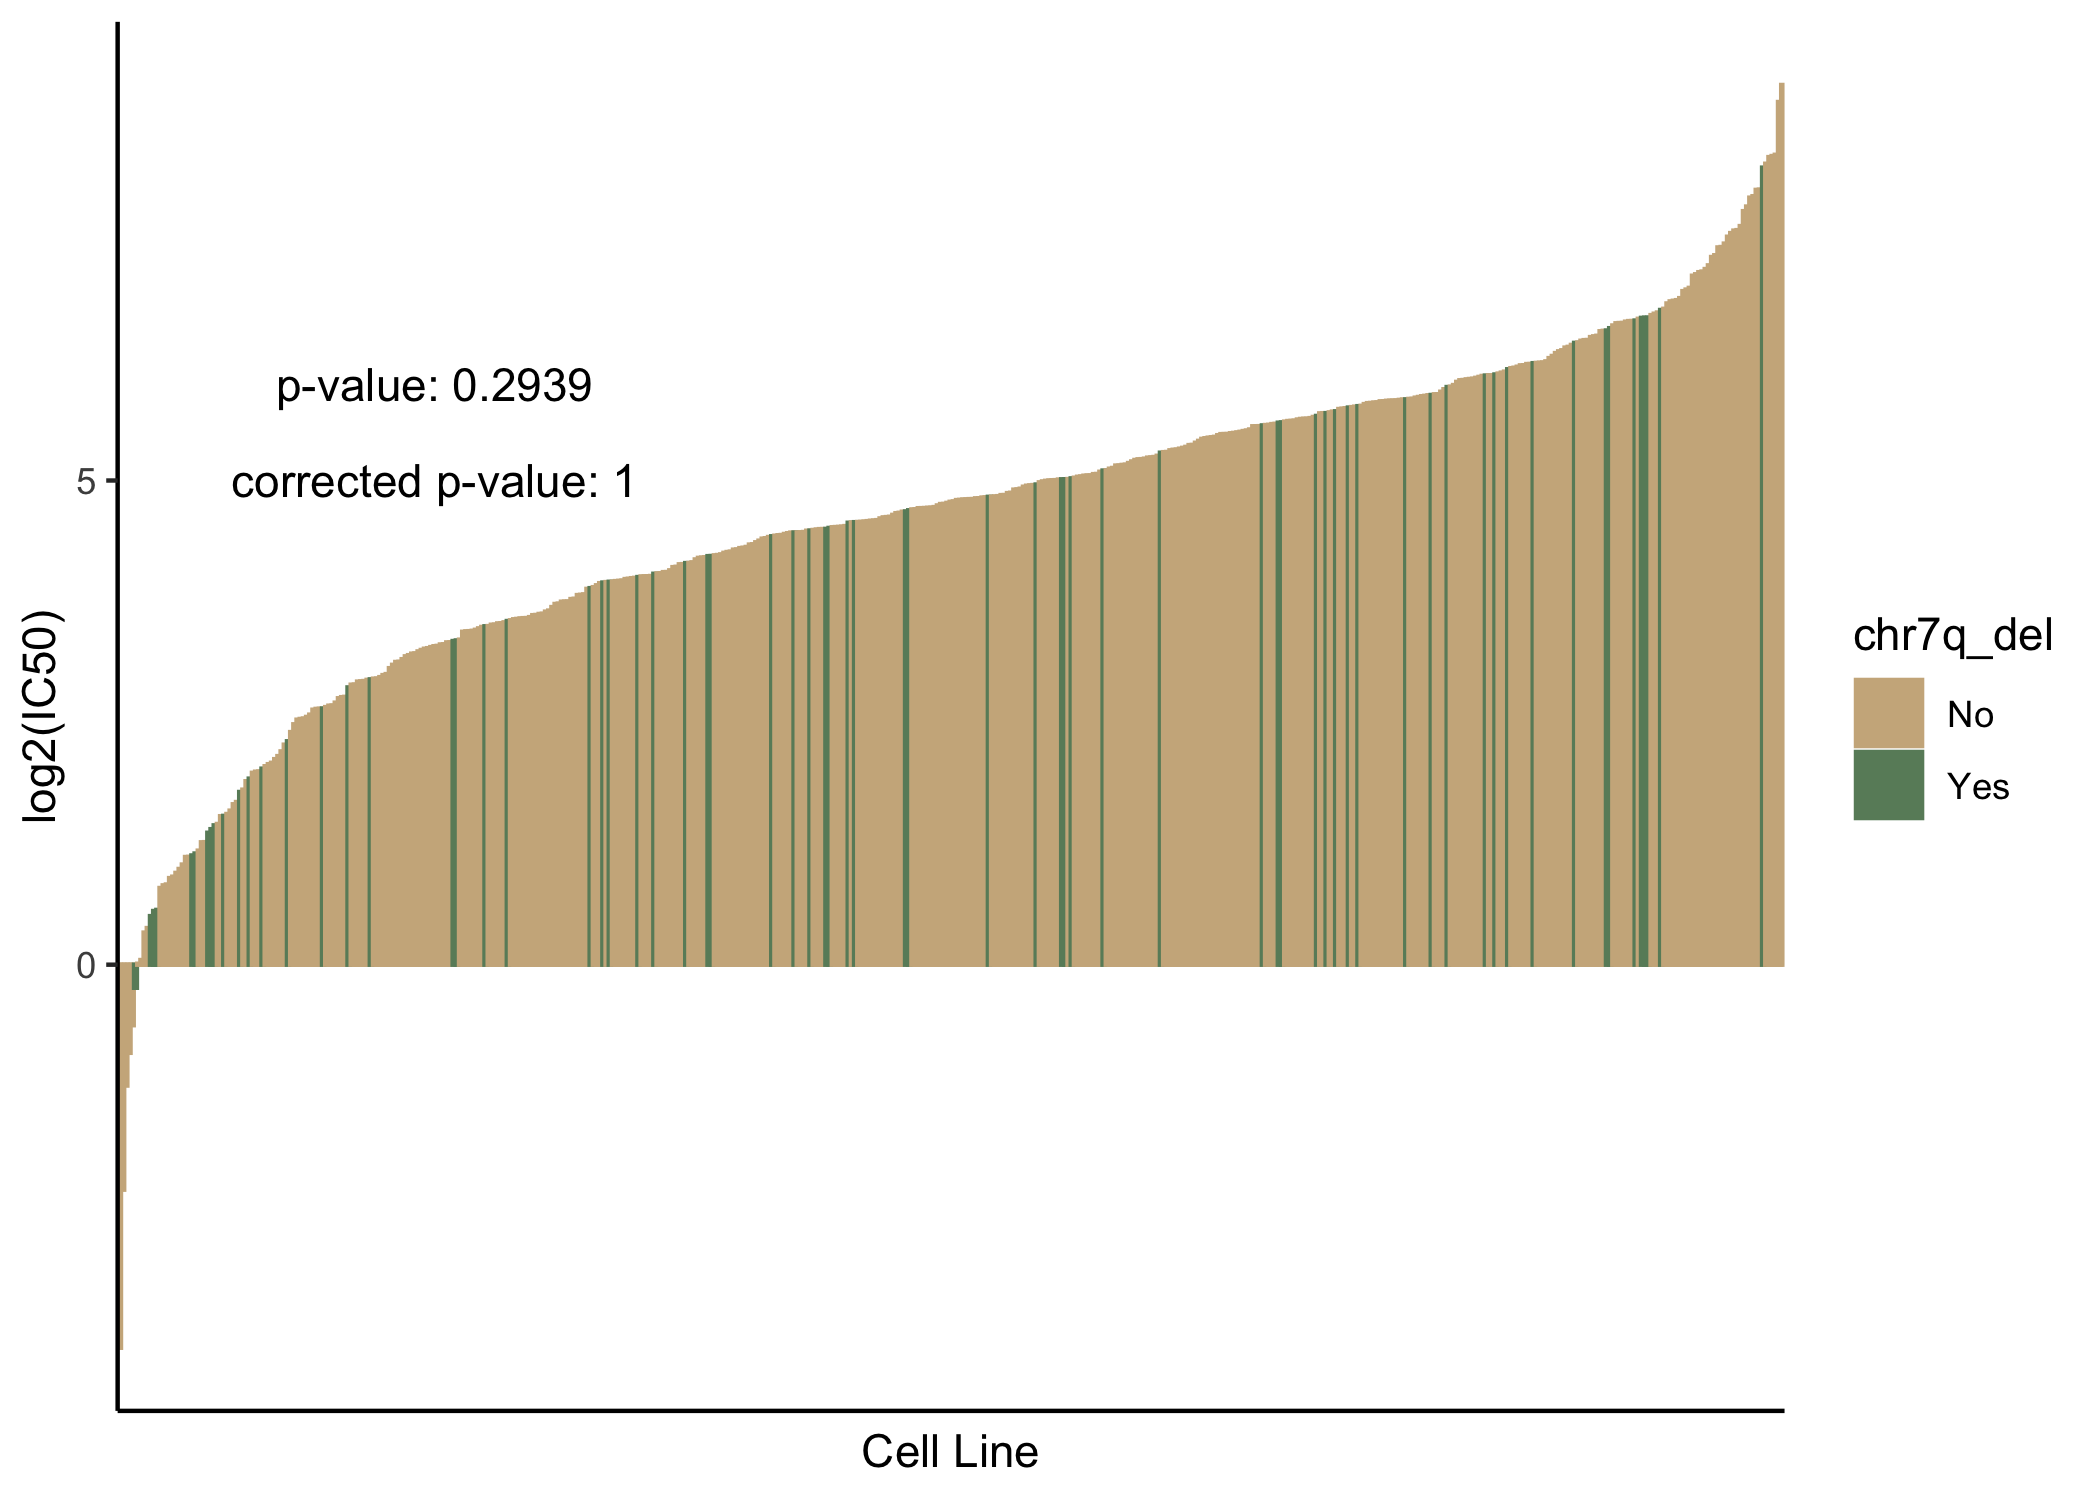 p-value: 0.2939
corrected p-value: 1
5
0
log2(IC50)
Cell Line
chr7q_del
No
Yes